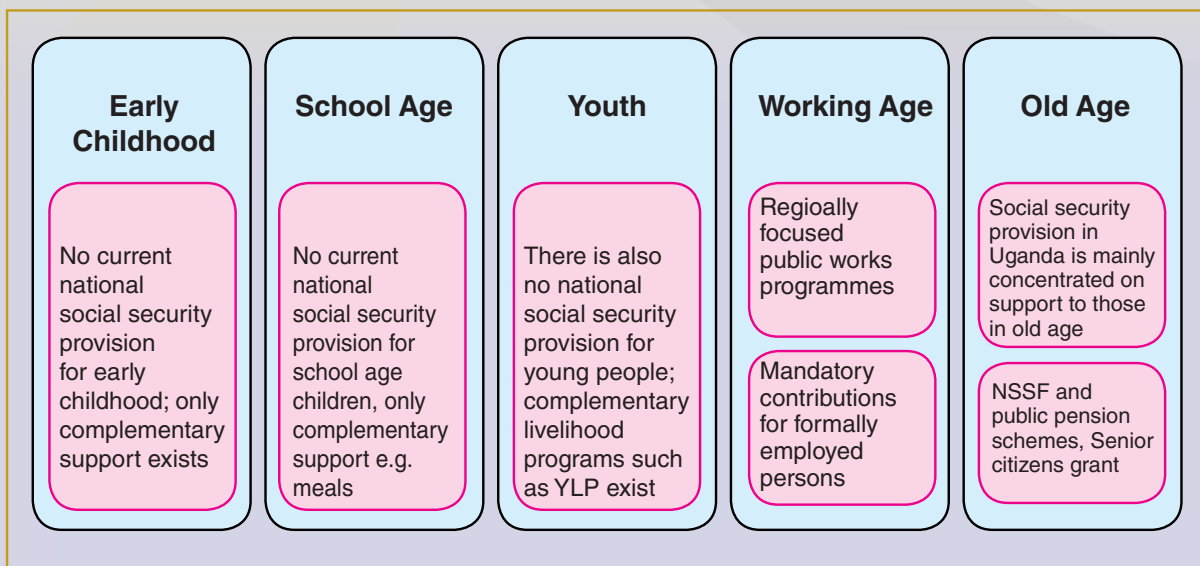 Early
Childhood
No current
national
social security
provision
for early
childhood; only
complementary
support exists
School Age
No current
national
social security
provision for
school age
children, only
complementary
support e.g.
meals
Youth
There is also
no national
social security
provision for
young people;
complementary
livelihood
programs such
as YLP exist
Working Age
Regioally
focused
public works
programmes
Mandatory
contributions
for formally
employed
persons
Old Age
Social security
provision in
Uganda is mainly
concentrated on
support to those
in old age
NSSF and
public pension
schemes, Senior
citizens grant